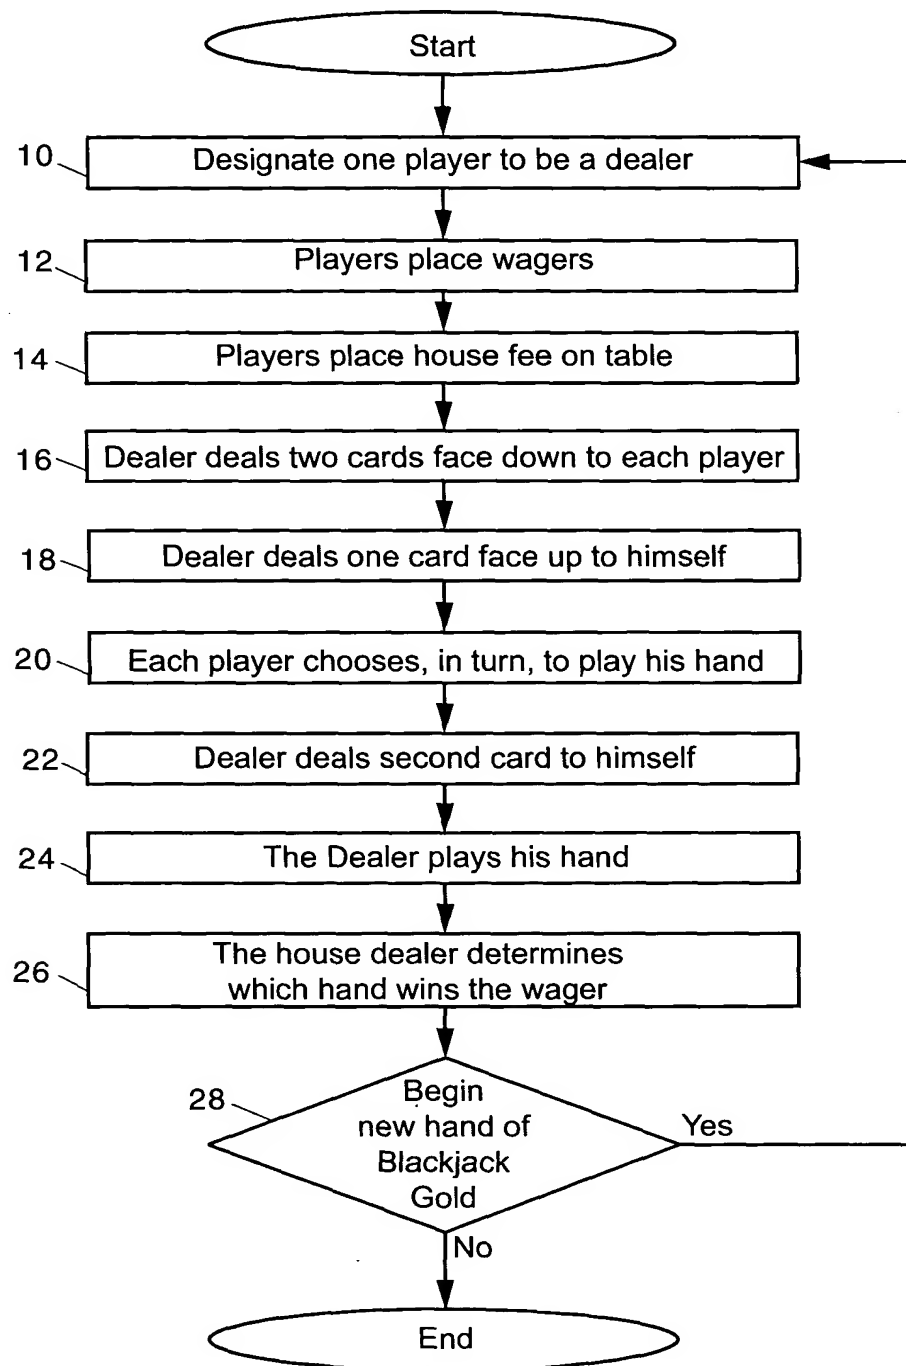 Start
10
Designate one player to be a dealer
12
Players place wagers
14
Players place house fee on table
16
Dealer deals two cards face down to each player
18
Dealer deals one card face up to himself
20
Each player chooses, in turn, to play his hand
22
Dealer deals second card to himself
24
The Dealer plays his hand
26
The house dealer determines
which hand wins the wager
28
Begin
new hand of
Blackjack
Gold
Yes
No
End